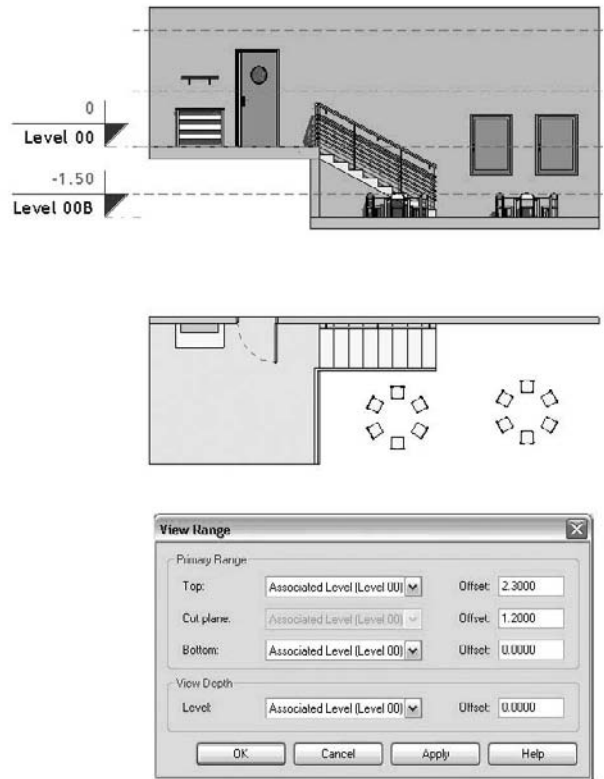 0
Level 00
-1.50
Level 00B
View Range
Primary Range
Top: Associated Level (Level 00) Offset: 2.3000
Cut plane: Associated Level (Level 00) Offset: 1.2000
Bottom: Associated Level (Level 00) Offset: 0.0000
View Depth
Level: Associated Level (Level 00) Offset: 0.0000
OK Cancel Apply Help